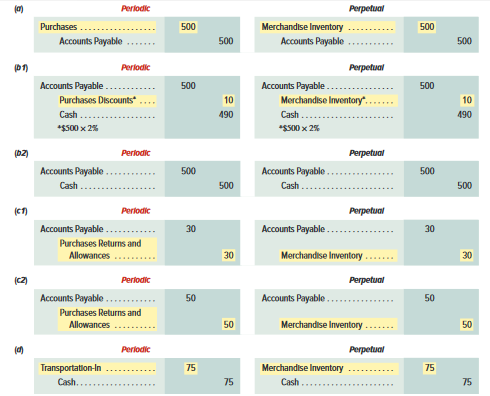 (a) Periodic Perpetual
Purchases . . . . . . . . . . . . . . . . . 500 Merchandise Inventory . . . . . . . . 500
Accounts Payable . . . . . . . 500 Accounts Payable . . . . . . . 500
(b1) Periodic Perpetual
Accounts Payable . . . . . . . . . . . 500 Accounts Payable . . . . . . . . . . . . . . 500
Purchases Discounts* . . . . 10 Merchandise Inventory*. . . . . . 10
Cash . . . . . . . . . . . . . . . . . 490 Cash . . . . . . . . . . . . . . . . . . . . 490
*$500 × 2% *$500 × 2%
(b2) Periodic Perpetual
Accounts Payable . . . . . . . . . . . 500 Accounts Payable . . . . . . . . . . . . . . 500
Cash . . . . . . . . . . . . . . . . . 500 Cash . . . . . . . . . . . . . . . . . . . . 500
(c1) Periodic Perpetual
Accounts Payable . . . . . . . . . . . 30 Accounts Payable . . . . . . . . . . . . . . 30
Purchases Returns and
Allowances . . . . . . . . . . 30 Merchandise Inventory . . . . . . . 30
(c2) Periodic Perpetual
Accounts Payable . . . . . . . . . . . 50 Accounts Payable . . . . . . . . . . . . . . 50
Purchases Returns and
Allowances . . . . . . . . . . 50 Merchandise Inventory . . . . . . . 50
(d) Periodic Perpetual
Transportation-In . . . . . . . . . . . . 75 Merchandise Inventory . . . . . . . . . . 75
Cash. . . . . . . . . . . . . . . . . 75 Cash . . . . . . . . . . . . . . . . . . . . 75